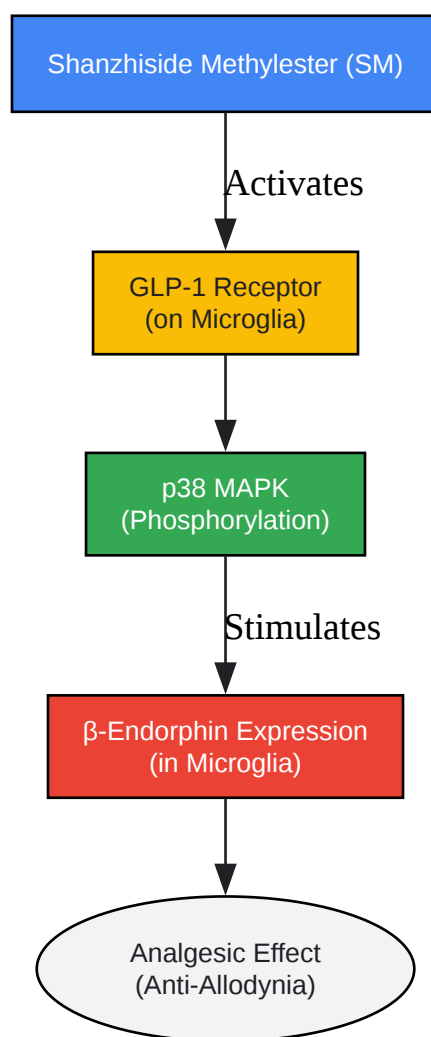 Shanzhiside Methylester (SM)
Activates
GLP-1 Receptor
(on Microglia)
p38 MAPK
(Phosphorylation)
Stimulates
β-Endorphin Expression
(in Microglia)
Analgesic Effect
(Anti-Allodynia)